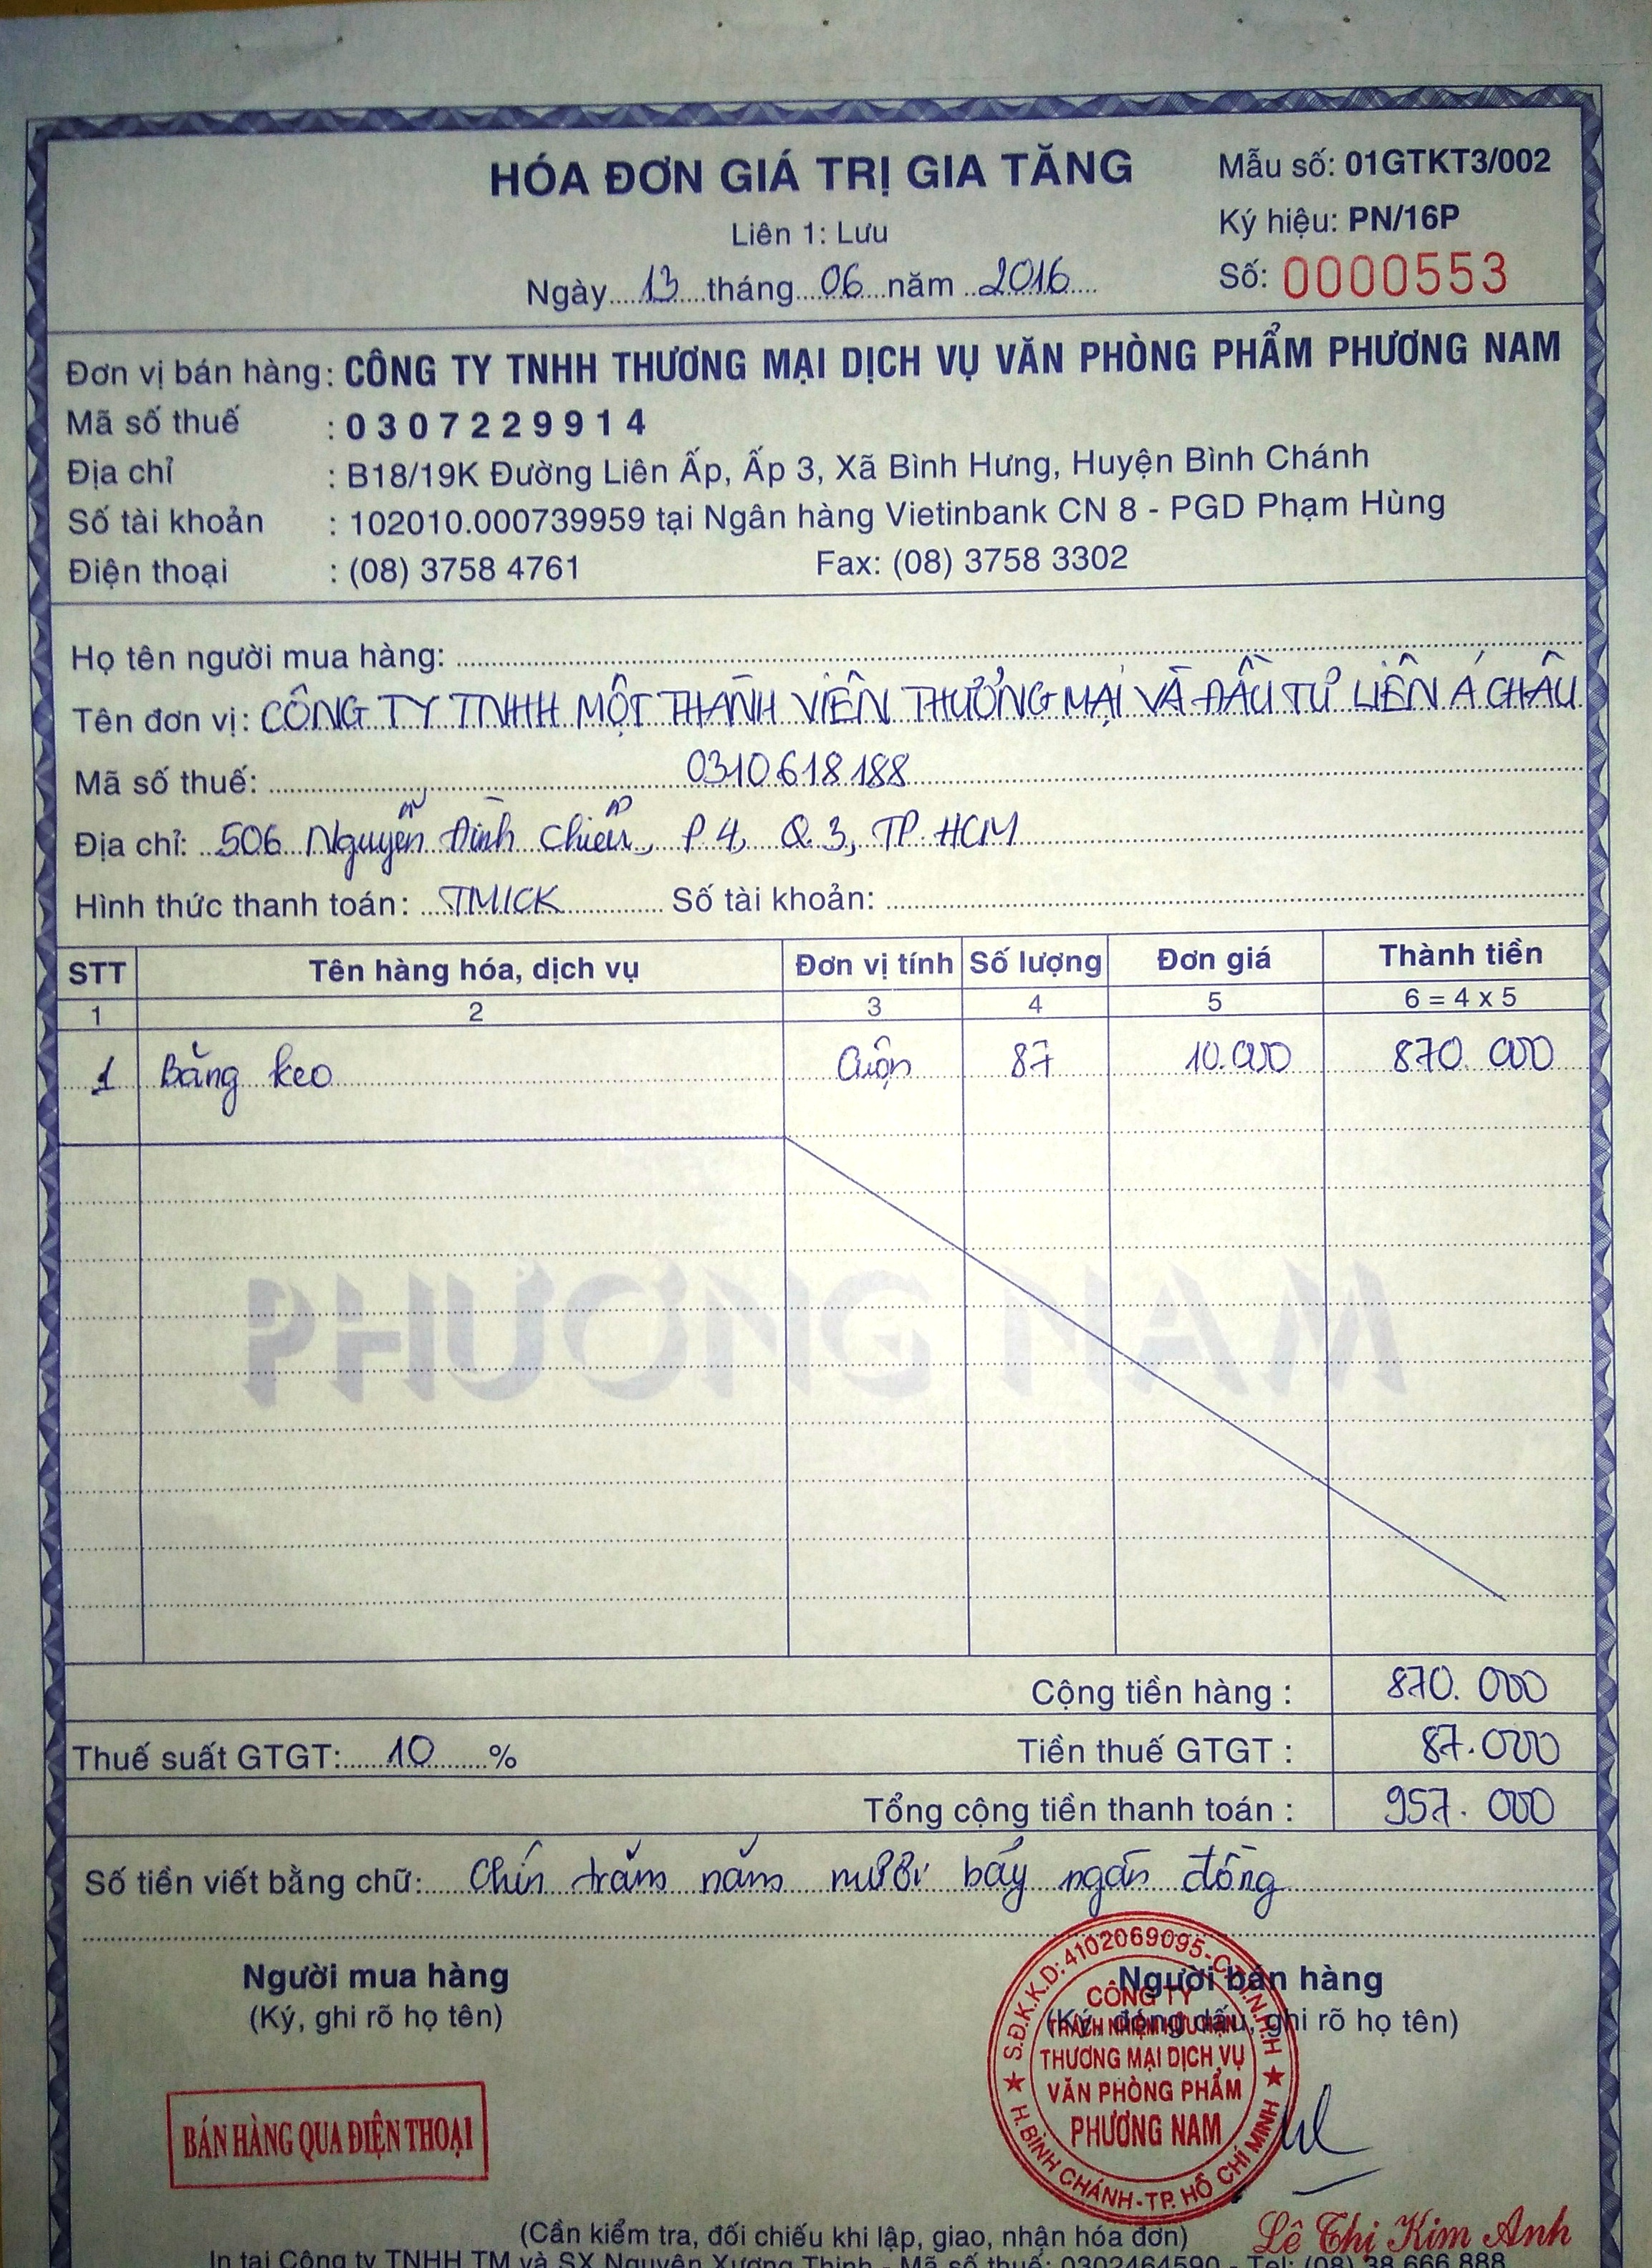 HÓA ĐƠN GIÁ TRỊ GIA TĂNG
Mẫu số: 01GTKT3/002
Liên 1: Lưu
Ký hiệu: PN/16P
Ngày 13 tháng 06 năm 2016
Số: 0000553
Đơn vị bán hàng: CÔNG TY TNHH THƯƠNG MẠI DỊCH VỤ VĂN PHÒNG PHẨM PHƯƠNG NAM
Mã số thuế : 0307229914
Địa chỉ : B18/19K Đường Liên Ấp, Ấp 3, Xã Bình Hưng, Huyện Bình Chánh
Số tài khoản : 102010.000739959 tại Ngân hàng Vietinbank CN 8 - PGD Phạm Hùng
Điện thoại : (08) 3758 4761 Fax: (08) 3758 3302
Họ tên người mua hàng:
Tên đơn vị: CÔNG TY TNHH MỘT THÀNH VIÊN THƯƠNG MẠI VÀ ĐẦU TƯ LIÊN Á CHÂU
Mã số thuế: 0310618188
Địa chỉ: 506 Nguyễn Đình Chiểu, P.4, Q.3, TP.HCM
Hình thức thanh toán: TM/CK Số tài khoản:
STT Tên hàng hóa, dịch vụ Đơn vị tính Số lượng Đơn giá Thành tiền
1 2 3 4 5 6 = 4 x 5
1 Băng keo Cuộn 87 10.000 870.000
PHƯƠNG NAM
Cộng tiền hàng : 870.000
Thuế suất GTGT: 10 % Tiền thuế GTGT : 87.000
Tổng cộng tiền thanh toán : 957.000
Số tiền viết bằng chữ: Chín trăm năm mươi bảy ngàn đồng
Người mua hàng
(Ký, ghi rõ họ tên)
Người bán hàng
(Ký, đóng dấu, ghi rõ họ tên)
S.Đ.K.K.D: 4102069095-C.T.T.N.H.H
CÔNG TY
TRÁCH NHIỆM HỮU HẠN
THƯƠNG MẠI DỊCH VỤ
VĂN PHÒNG PHẨM
PHƯƠNG NAM
H.BÌNH CHÁNH-TP. HỒ CHÍ MINH
BÁN HÀNG QUA ĐIỆN THOẠI
Lê Thị Kim Anh
(Cần kiểm tra, đối chiếu khi lập, giao, nhận hóa đơn)
In tại Công ty TNHH TM và SX Nguyên Xương Thịnh - Mã số thuế: 0302464590 - Tel: (08) 38 666 888